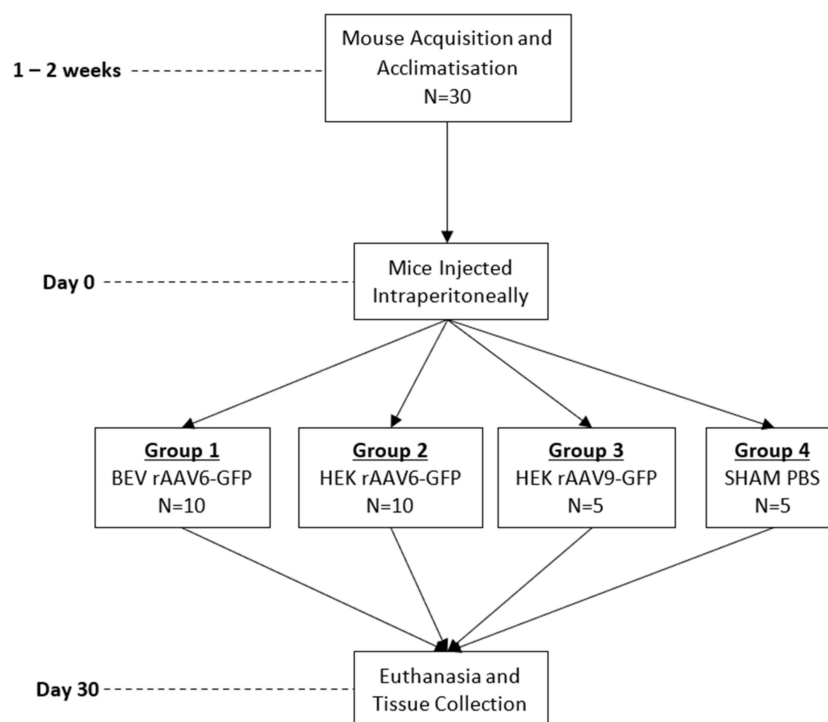 Mouse Acquisition and
Acclimatisation
N=30
1 – 2 weeks
Mice Injected
Intraperitoneally
Day 0
Group 1
BEV rAAV6-GFP
N=10
Group 2
HEK rAAV6-GFP
N=10
Group 3
HEK rAAV9-GFP
N=5
Group 4
SHAM PBS
N=5
Euthanasia and
Tissue Collection
Day 30